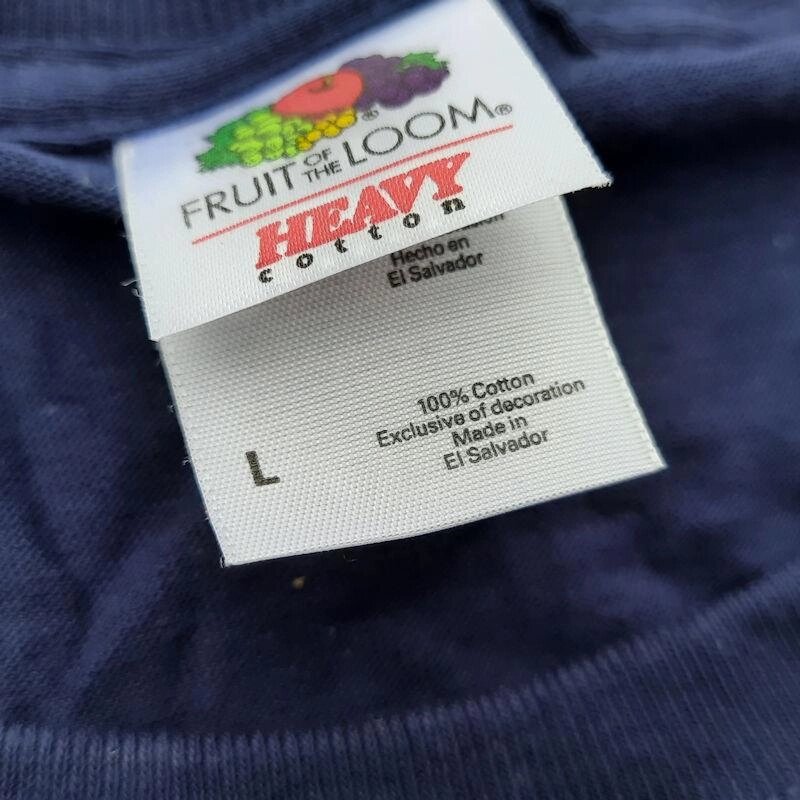 FRUIT OF THE LOOM®
HEAVY
cotton
Hecho en
El Salvador
100% Cotton
Exclusive of decoration
Made in
El Salvador
L